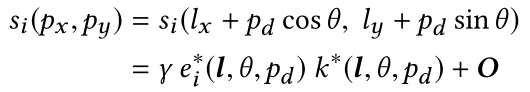 s_i(p_x, p_y) = s_i(l_x + p_d cos θ, l_y + p_d sin θ)
= γ e_i^*(l, θ, p_d) k^*(l, θ, p_d) + O